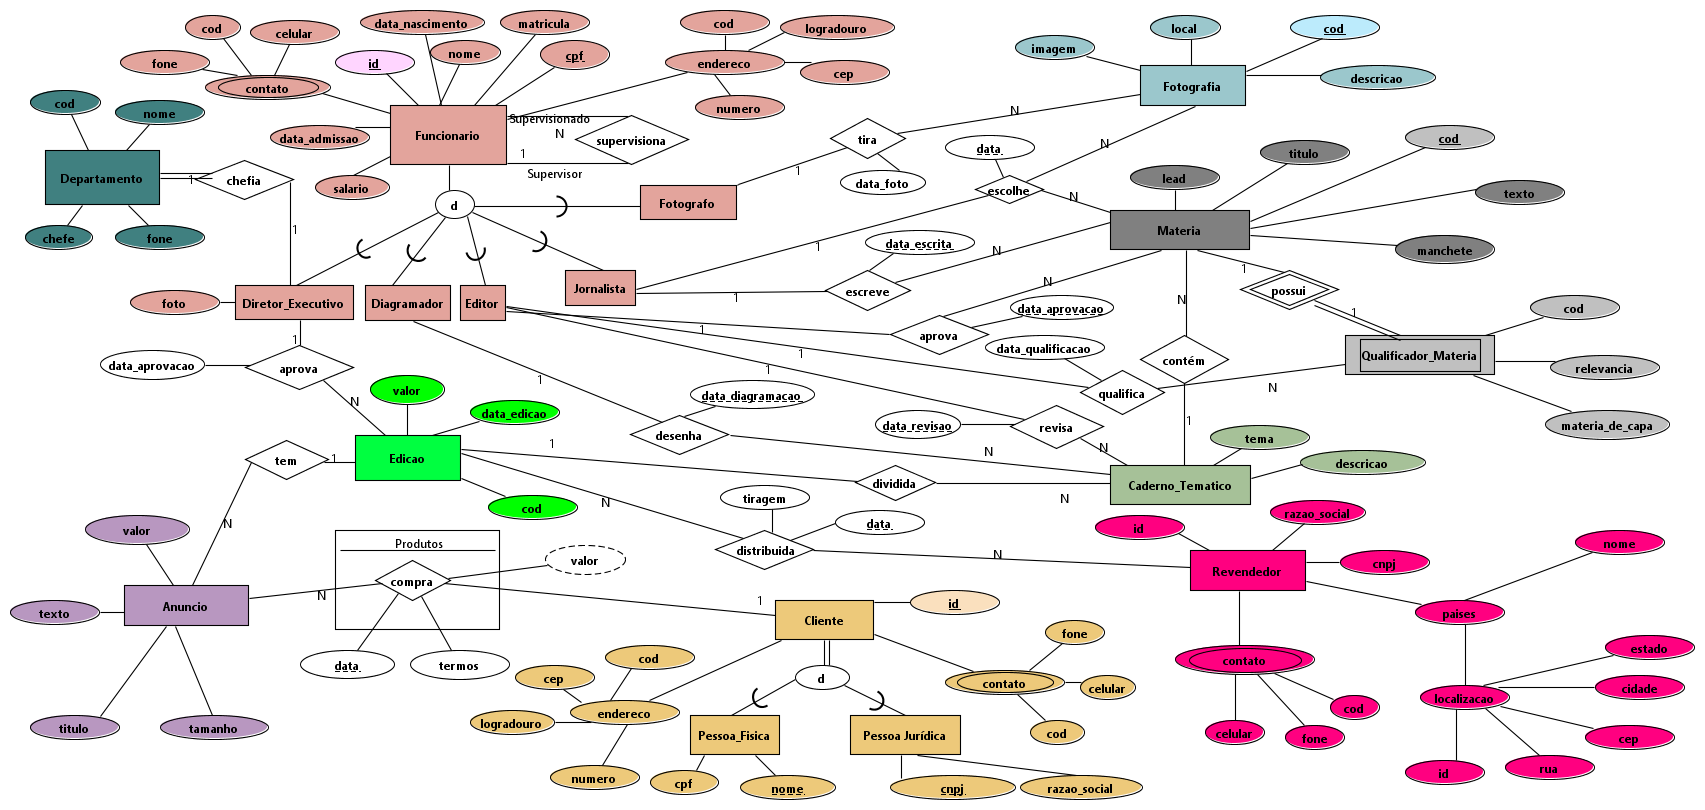 cod
celular
fone
contato
data_nascimento
matricula
id
nome
cpf
data_admissao
salario
Funcionario
cod
logradouro
endereco
cep
numero
Supervisionado
N
supervisiona
1
Supervisor
local
cod
imagem
descricao
Fotografia
N
tira
data_foto
1
Fotografo
N
data
escolhe
N
1
cod
nome
Departamento
chefe
fone
1
chefia
1
d
lead
titulo
cod
texto
manchete
Materia
data_escrita
N
escreve
1
foto
Diretor_Executivo
Diagramador
Editor
Jornalista
N
data_aprovacao
aprova
1
1
possui
1
cod
Qualificador_Materia
relevancia
materia_de_capa
N
contém
1
data_qualificacao
qualifica
1
N
1
data_aprovacao
aprova
N
1
data_diagramacao
desenha
N
1
data_revisao
revisa
N
valor
data_edicao
Edicao
cod
tem
1
N
1
dividida
N
tema
descricao
Caderno_Tematico
N
tiragem
data
distribuida
N
id
razao_social
cnpj
Revendedor
nome
paises
estado
cidade
localizacao
cep
rua
id
contato
celular
fone
cod
valor
texto
Anuncio
titulo
tamanho
N
Produtos
compra
valor
data
termos
1
Cliente
id
fone
contato
celular
cod
cod
cep
endereco
logradouro
numero
d
Pessoa_Fisica
Pessoa Jurídica
cpf
nome
cnpj
razao_social